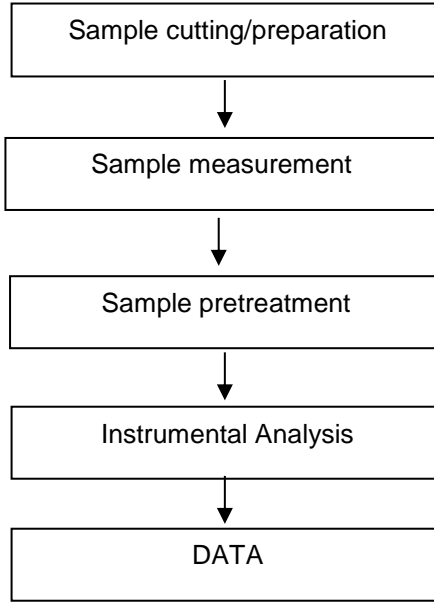 Sample cutting/preparation
Sample measurement
Sample pretreatment
Instrumental Analysis
DATA